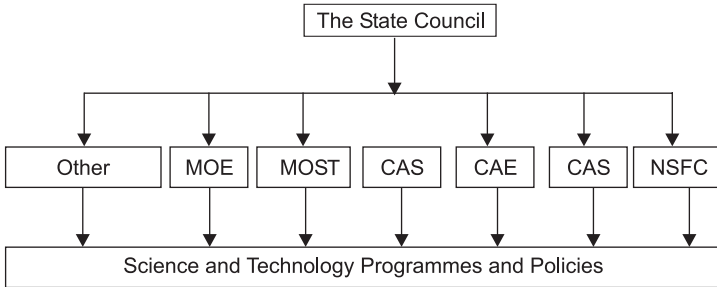 The State Council
Other MOE MOST CAS CAE CAS NSFC
Science and Technology Programmes and Policies